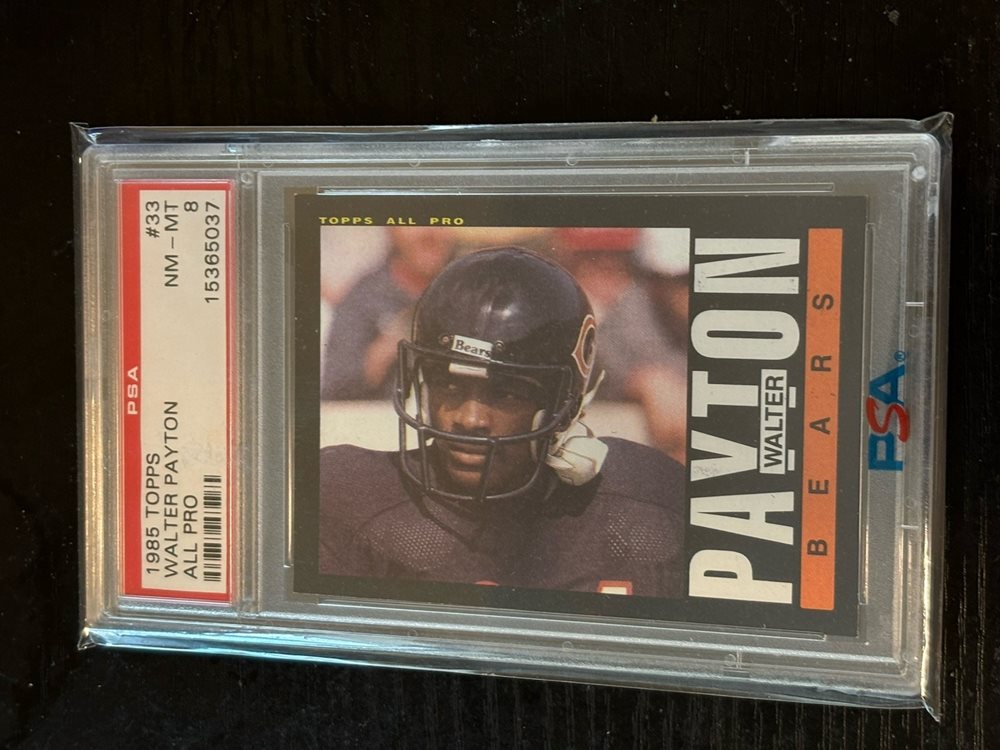 1985 TOPPS #33
WALTER PAYTON NM – MT
ALL PRO 8
PSA 15365037
TOPPS ALL PRO
Bears
PAYTON
WALTER
BEARS
PSA®